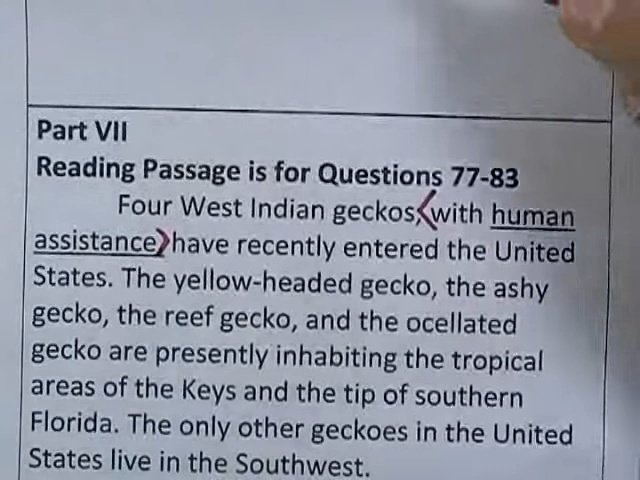 Part VII
Reading Passage is for Questions 77-83
Four West Indian geckos, with human
assistance, have recently entered the United
States. The yellow-headed gecko, the ashy
gecko, the reef gecko, and the ocellated
gecko are presently inhabiting the tropical
areas of the Keys and the tip of southern
Florida. The only other geckoes in the United
States live in the Southwest.